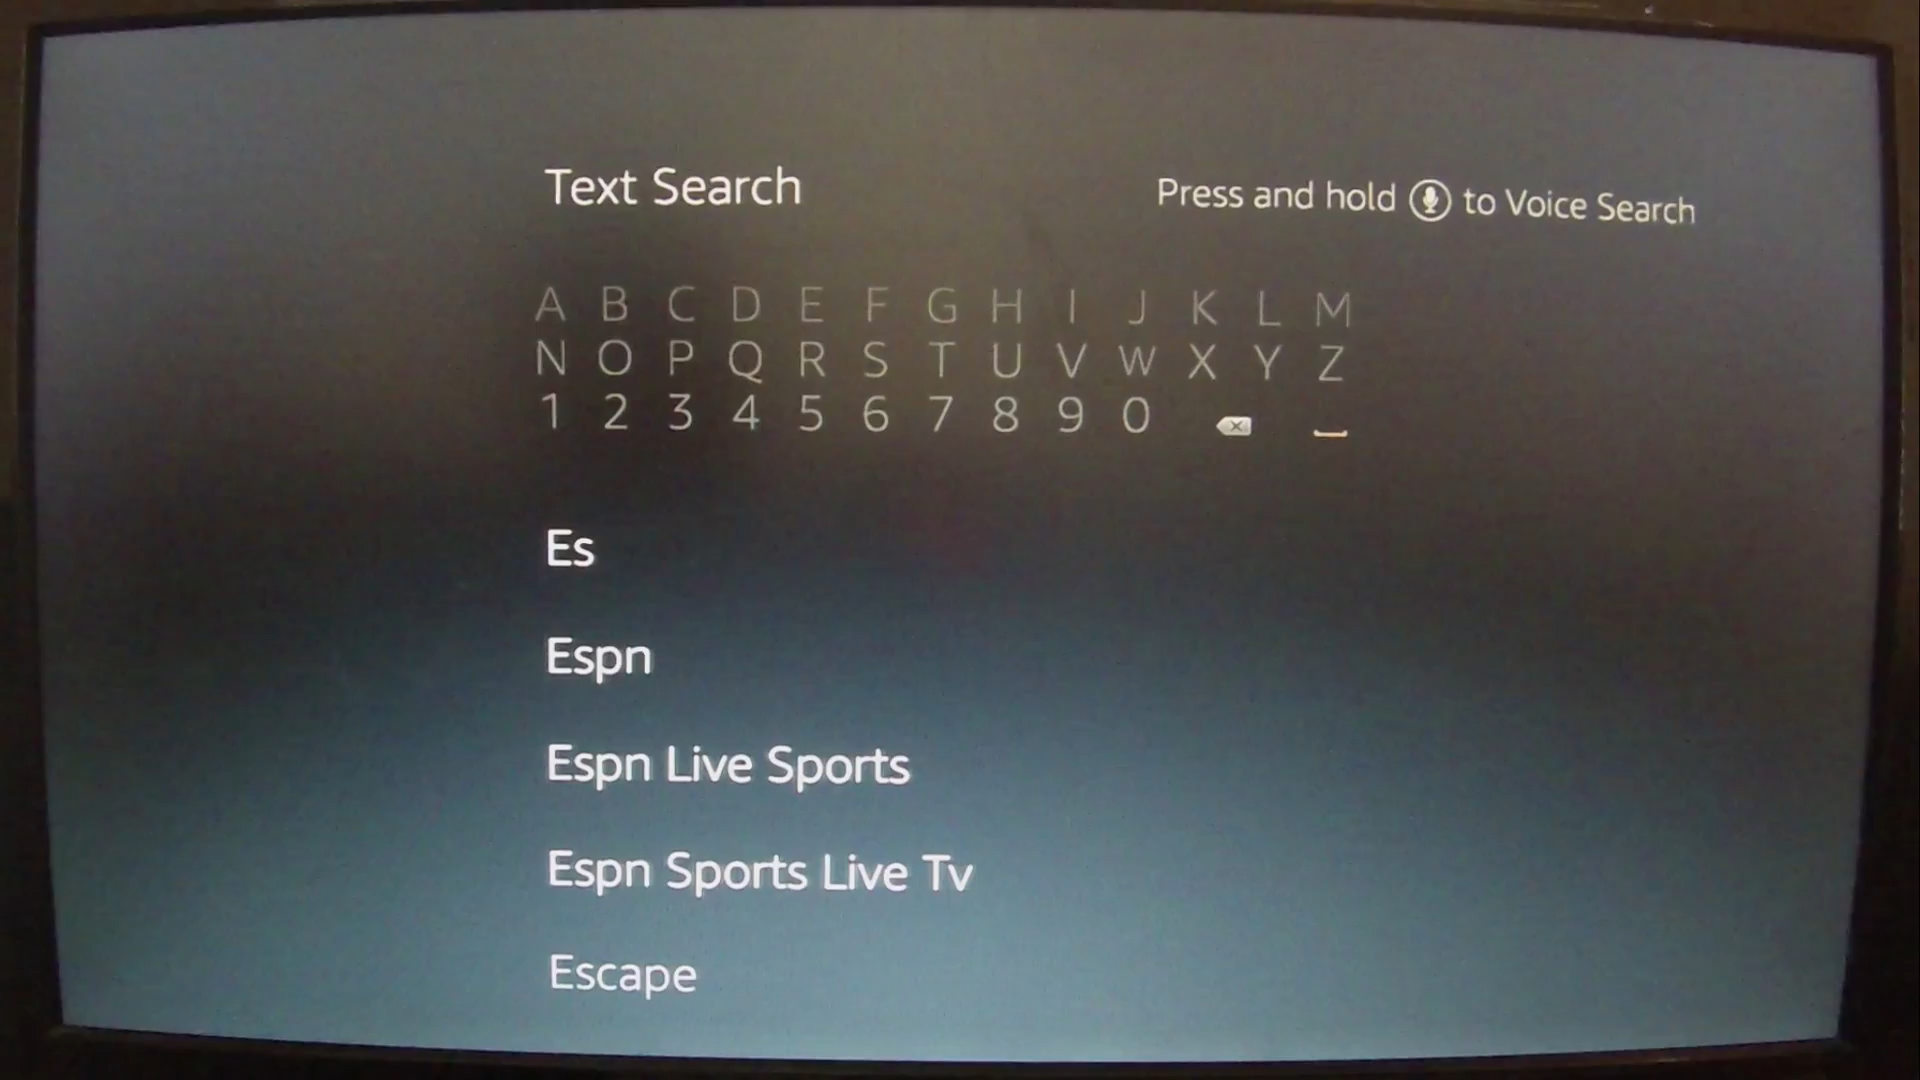 Text Search
Press and hold to Voice Search
A B C D E F G H I J K L M
N O P Q R S T U V W X Y Z
1 2 3 4 5 6 7 8 9 0
Es
Espn
Espn Live Sports
Espn Sports Live Tv
Escape